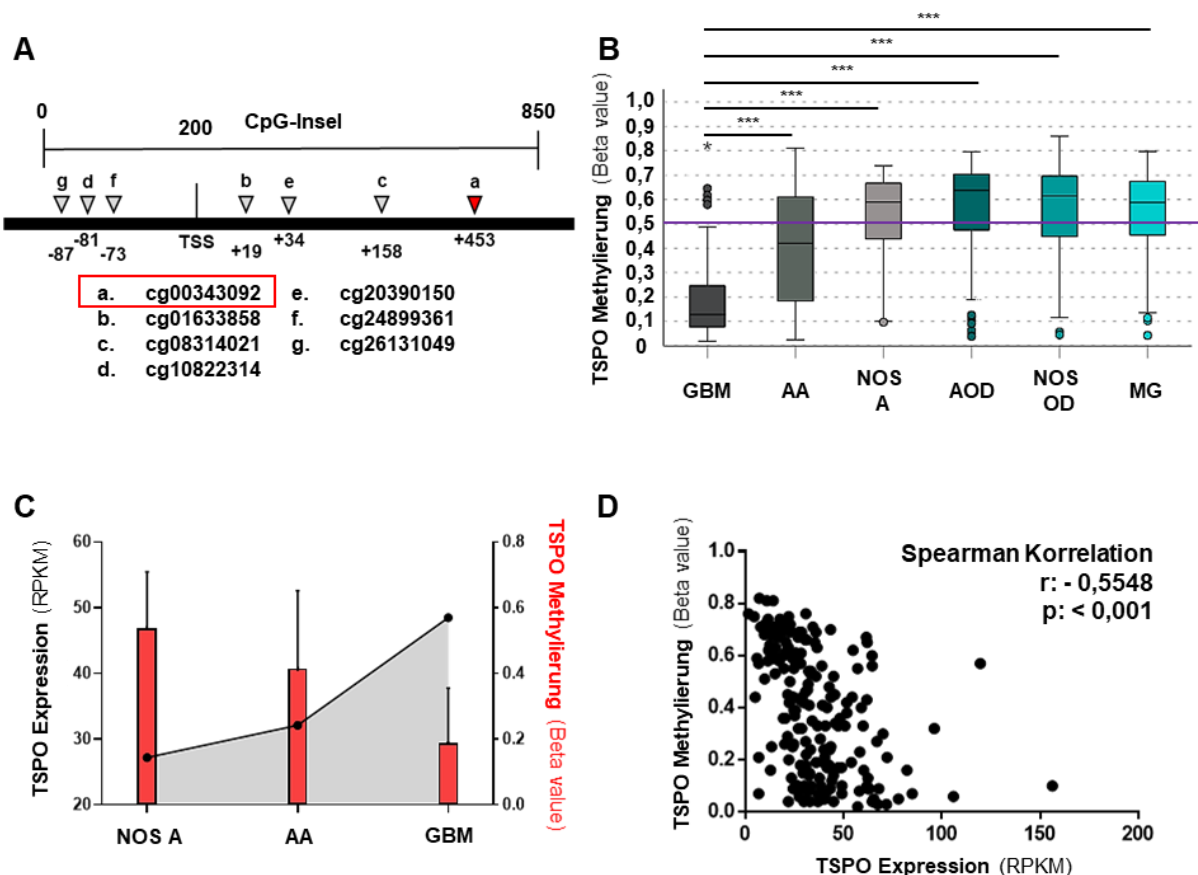 A
0
200
CpG-Insel
850
g d f b e c a
-87
-81
-73
TSS
+19
+34
+158
+453
a. cg00343092 e. cg20390150
b. cg01633858 f. cg24899361
c. cg08314021 g. cg26131049
d. cg10822314
B
***
***
***
***
***
*
TSPO Methylierung (Beta value)
1,0
0,9
0,8
0,7
0,6
0,5
0,4
0,3
0,2
0,1
0
GBM AA NOS A AOD NOS OD MG
C
TSPO Expression (RPKM)
60
50
40
30
20
TSPO Methylierung (Beta value)
0.8
0.6
0.4
0.2
0.0
NOS A AA GBM
D
Spearman Korrelation
r: - 0,5548
p: < 0,001
TSPO Methylierung (Beta value)
1.0
0.8
0.6
0.4
0.2
0.0
0 50 100 150 200
TSPO Expression (RPKM)